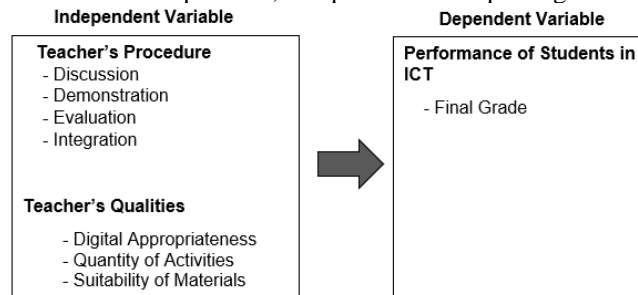 Independent Variable
Teacher's Procedure
- Discussion
- Demonstration
- Evaluation
- Integration
Teacher's Qualities
- Digital Appropriateness
- Quantity of Activities
- Suitability of Materials
Dependent Variable
Performance of Students in
ICT
- Final Grade